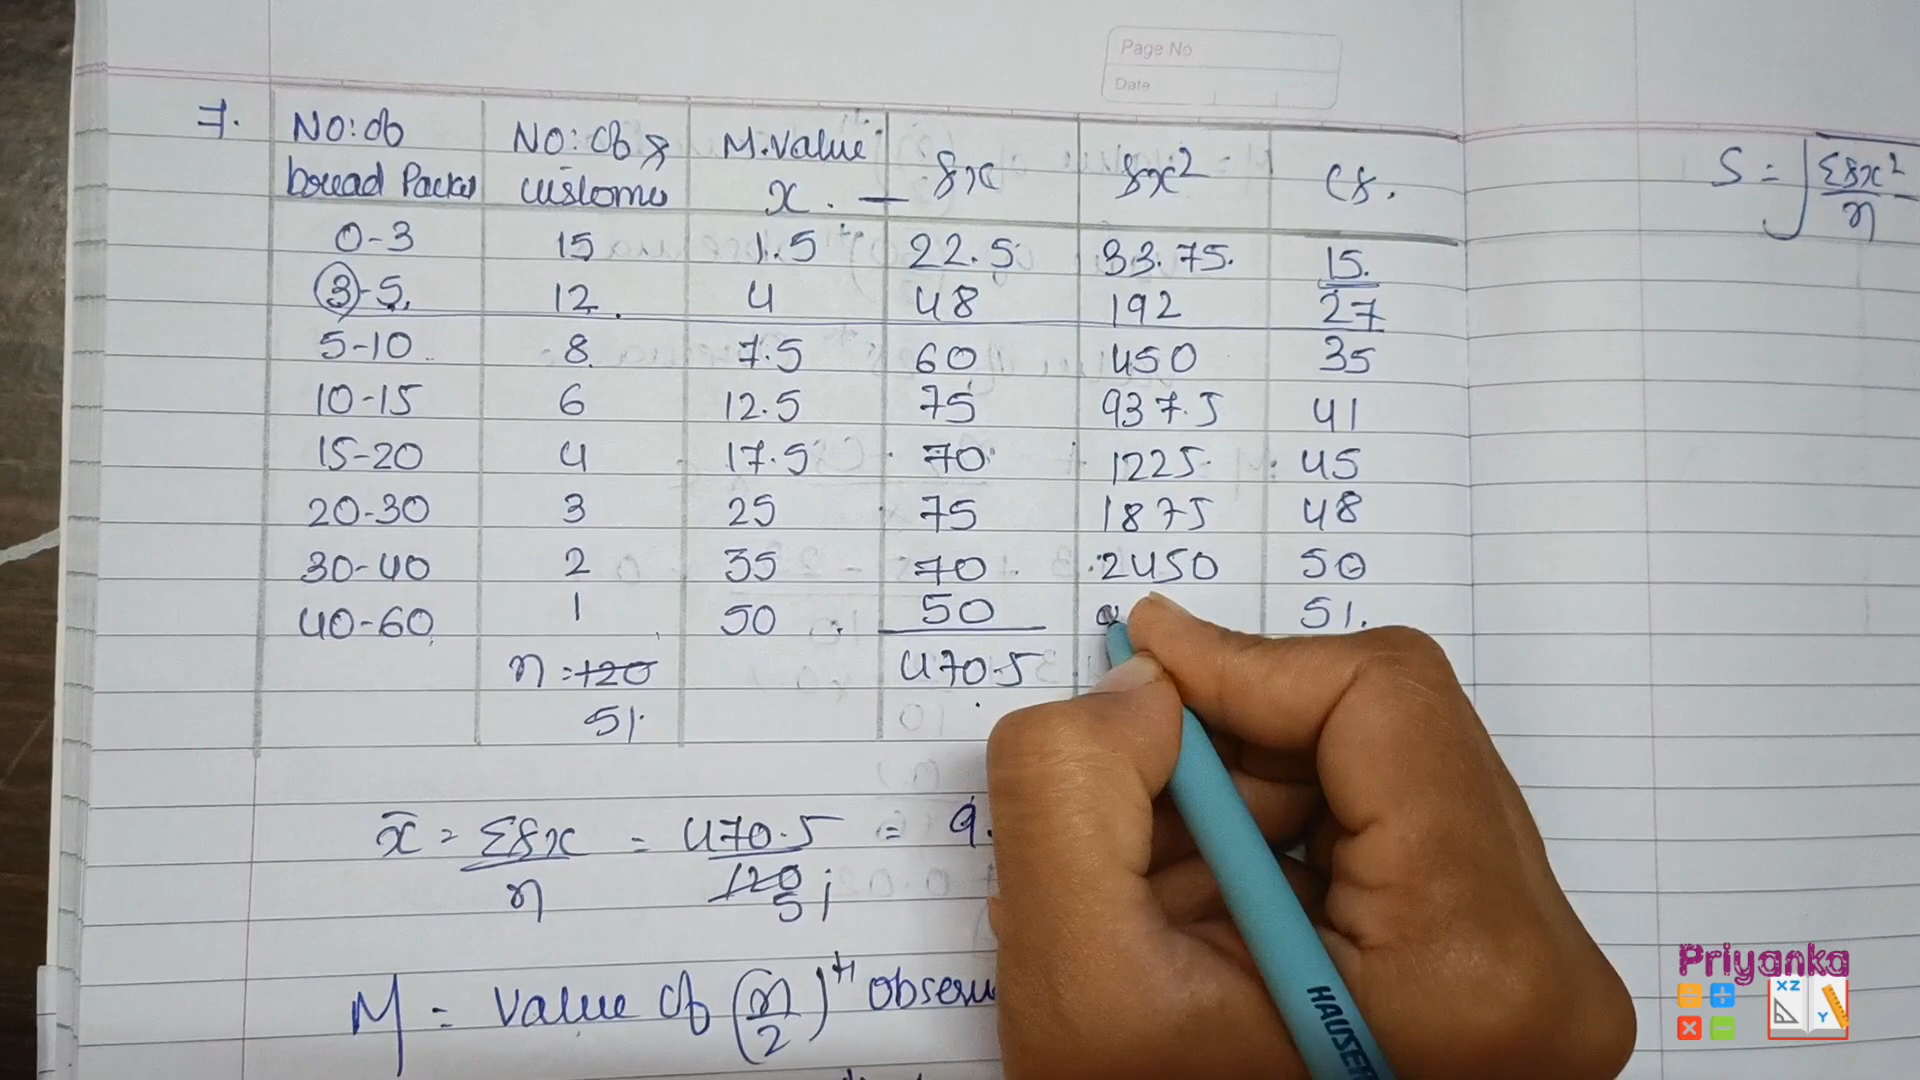 Page No.
Date
7.
No: of bread Packs
No: of f customs
M. Value x.
fx
fx²
cf.
S = √Σfx²/n -
0-3 15 1.5 22.5 33.75. 15.
3-5. 12. 4 48 192 27
5-10 8. 7.5 60 450 35
10-15 6 12.5 75 937.5 41
15-20 4 17.5 70 1225 45
20-30 3 25 75 1875 48
30-40 2 35 70 2450 50
40-60 1 50 50 51.
n = 120 470.5
51.
x̄ = Σfx/n = 470.5/120 51 = 9.
M = Value of (n/2)th
HAUSER
Priyanka
XZ
Y